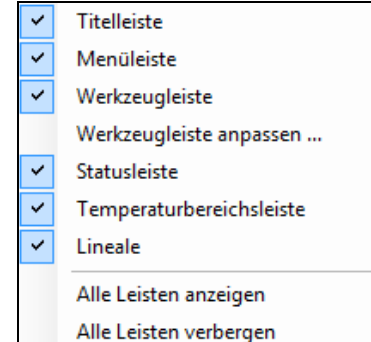 Titelleiste
Menüleiste
Werkzeugleiste
Werkzeugleiste anpassen ...
Statusleiste
Temperaturbereichsleiste
Lineale
Alle Leisten anzeigen
Alle Leisten verbergen